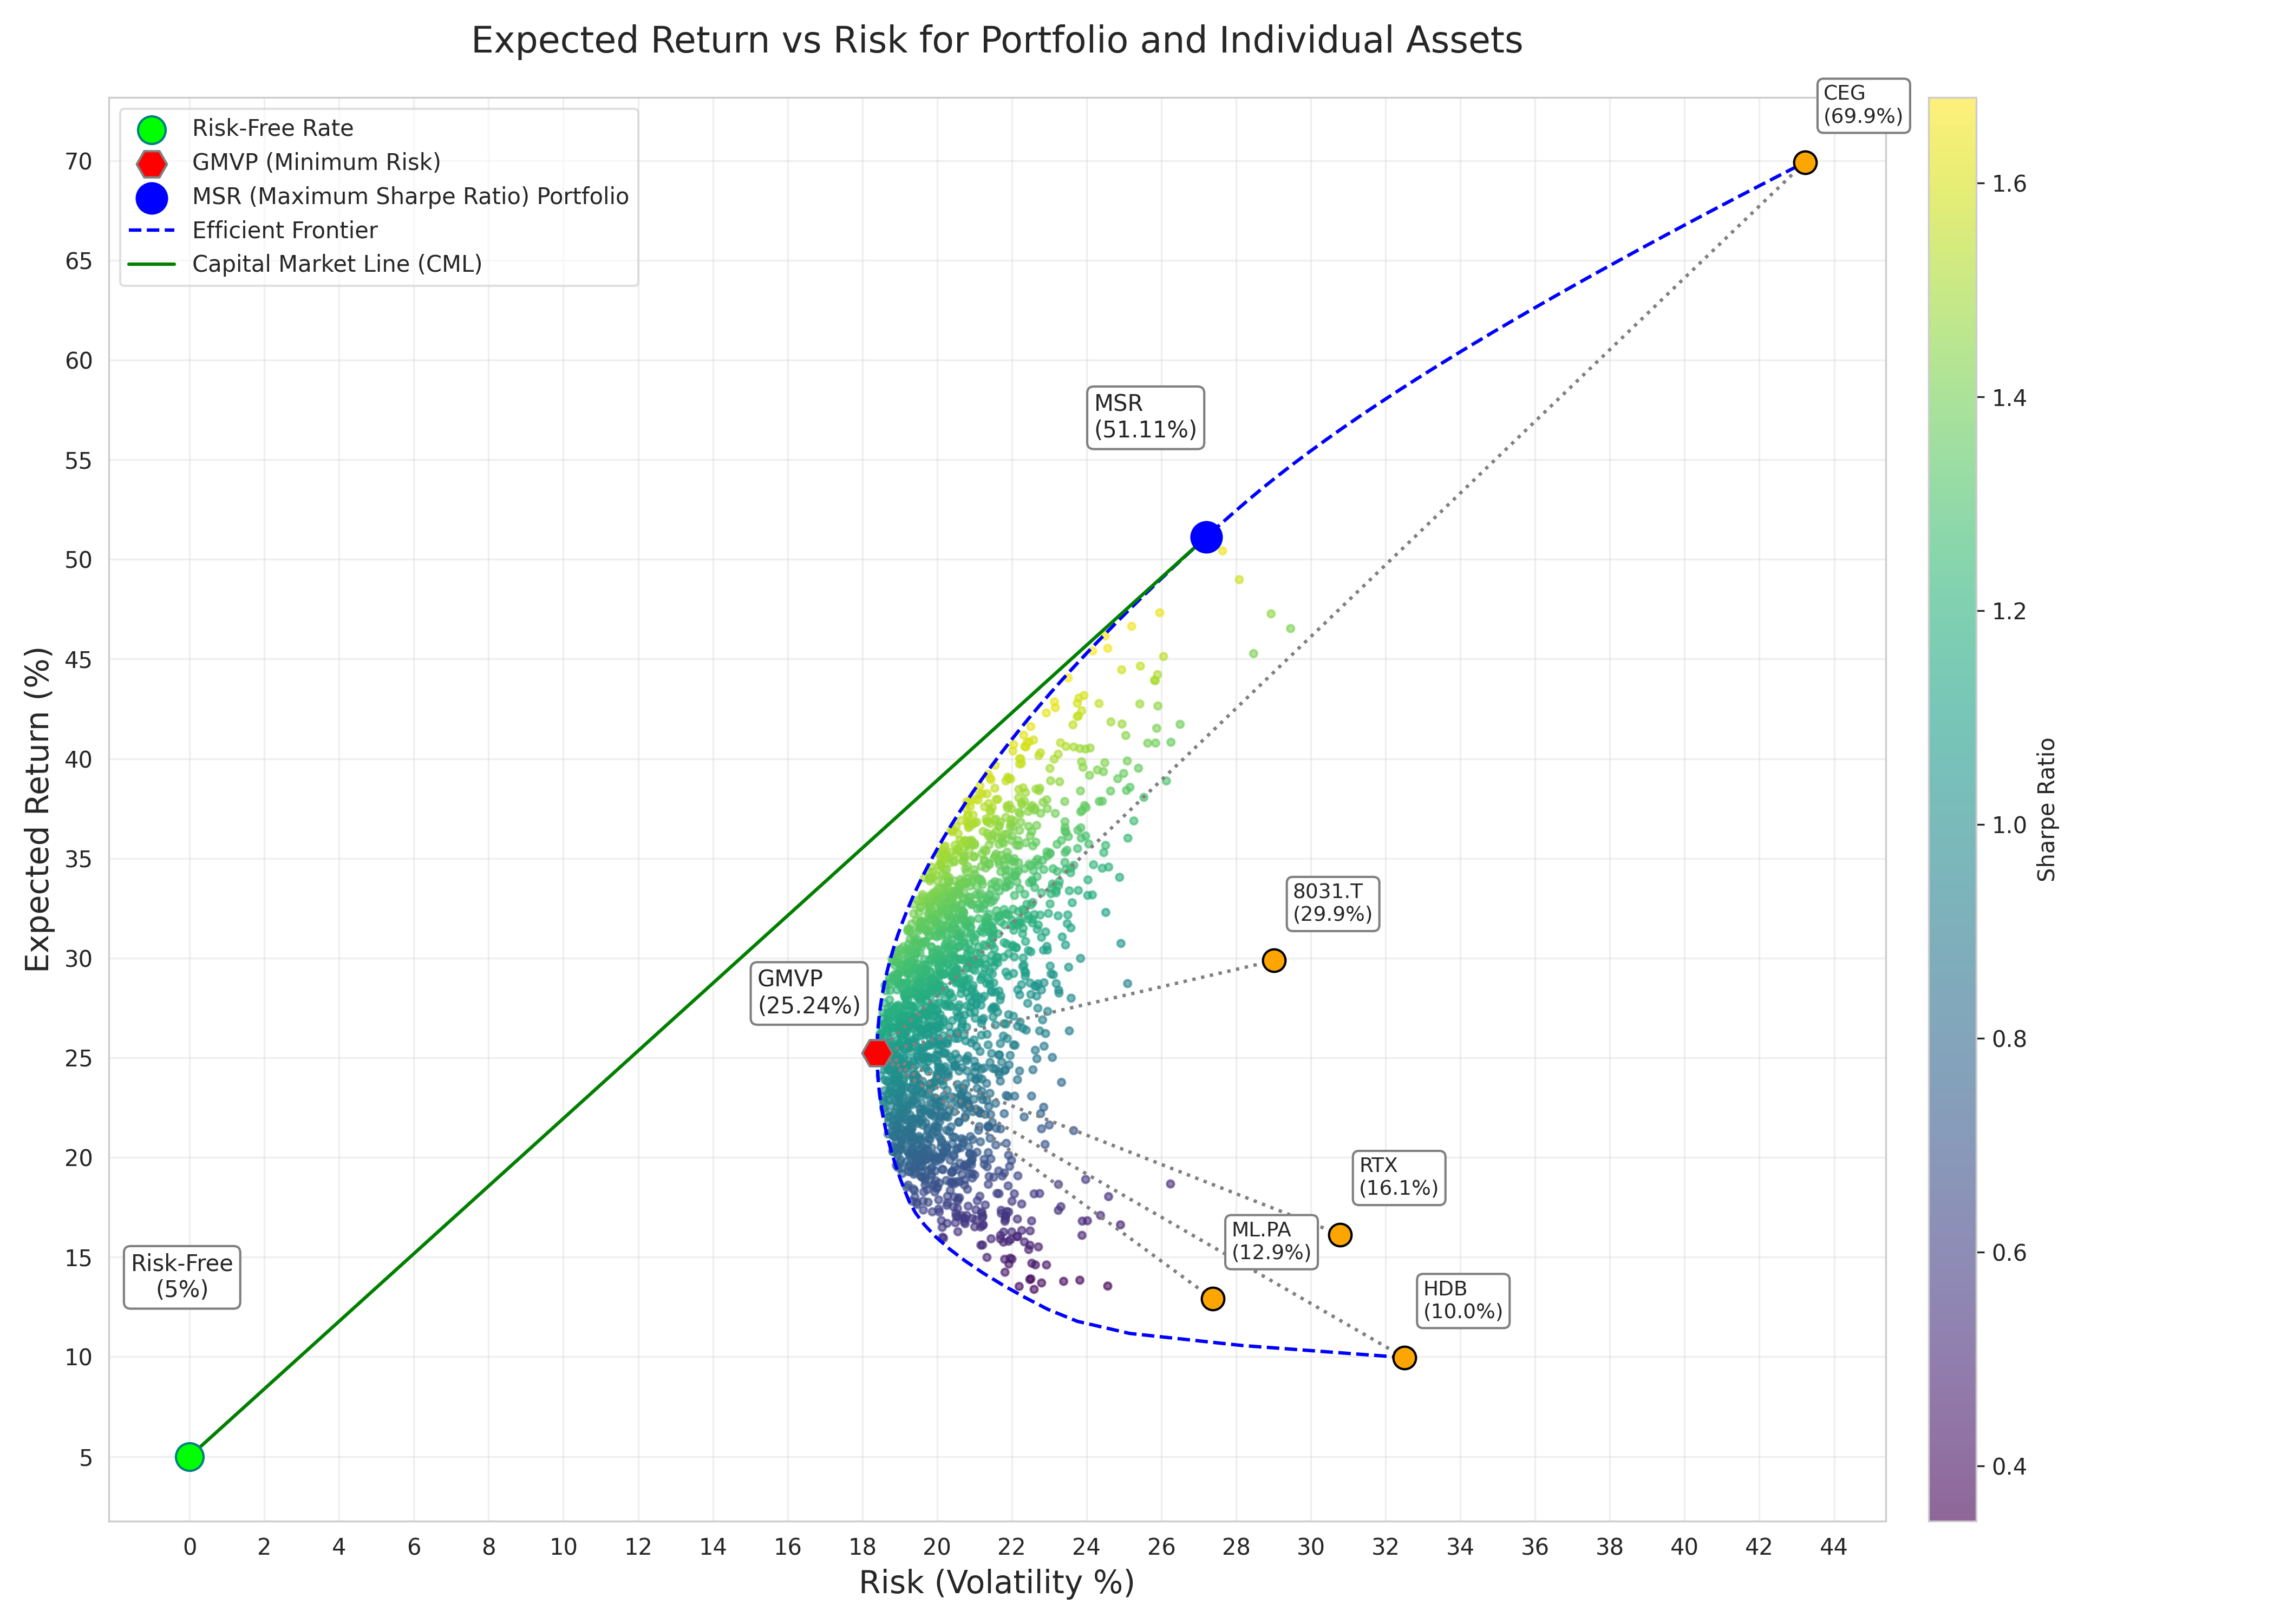 Expected Return vs Risk for Portfolio and Individual Assets
Risk-Free Rate
GMVP (Minimum Risk)
MSR (Maximum Sharpe Ratio) Portfolio
Efficient Frontier
Capital Market Line (CML)
CEG
(69.9%)
MSR
(51.11%)
8031.T
(29.9%)
GMVP
(25.24%)
RTX
(16.1%)
ML.PA
(12.9%)
HDB
(10.0%)
Risk-Free
(5%)
Expected Return (%)
70
65
60
55
50
45
40
35
30
25
20
15
10
5
0 2 4 6 8 10 12 14 16 18 20 22 24 26 28 30 32 34 36 38 40 42 44
Risk (Volatility %)
1.6
1.4
1.2
1.0
0.8
0.6
0.4
Sharpe Ratio